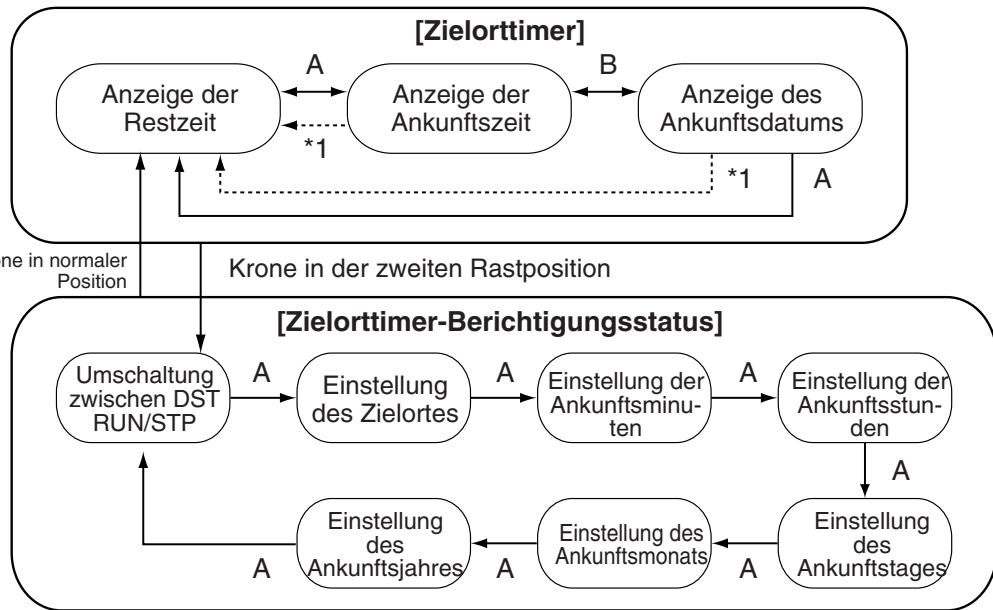 [Zielorttimer]
A
B
Anzeige der
Restzeit
Anzeige der
Ankunftszeit
Anzeige des
Ankunftsdatums
*1
*1
A
ne in normaler
Position
Krone in der zweiten Rastposition
[Zielorttimer-Berichtigungsstatus]
Umschaltung
zwischen DST
RUN/STP
A
Einstellung
des Zielortes
A
Einstellung der
Ankunftsminu-
ten
A
Einstellung der
Ankunftsstun-
den
A
Einstellung
des
Ankunftstages
A
Einstellung des
Ankunftsmonats
A
Einstellung
des
Ankunftsjahres
A